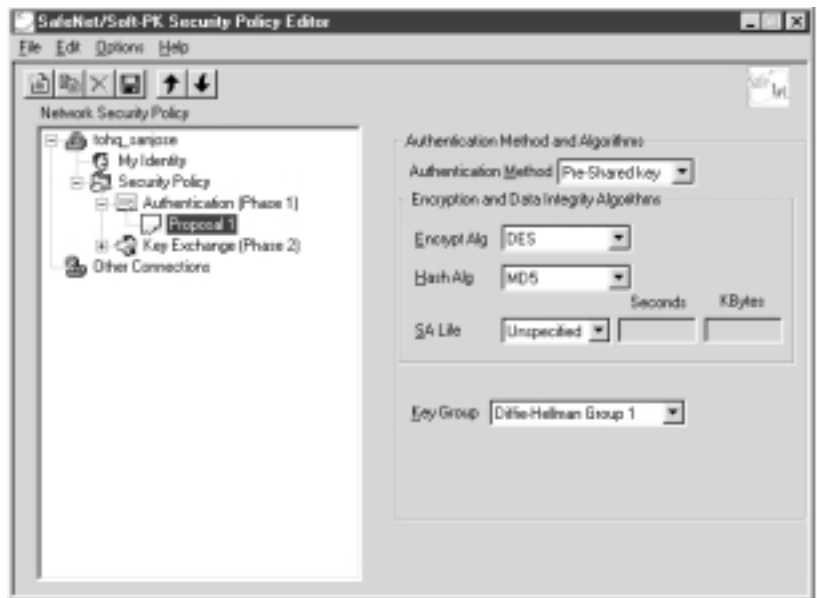 SafeNet/Soft-PK Security Policy Editor
File Edit Options Help
Network Security Policy
tohq_sanjose
My Identity
Security Policy
Authentication (Phase 1)
Proposal 1
Key Exchange (Phase 2)
Other Connections
Authentication Method and Algorithms
Authentication Method Pre-Shared key
Encryption and Data Integrity Algorithms
Encrypt Alg DES
Hash Alg MD5
Seconds KBytes
SA Life Unspecified
Key Group Diffie-Hellman Group 1